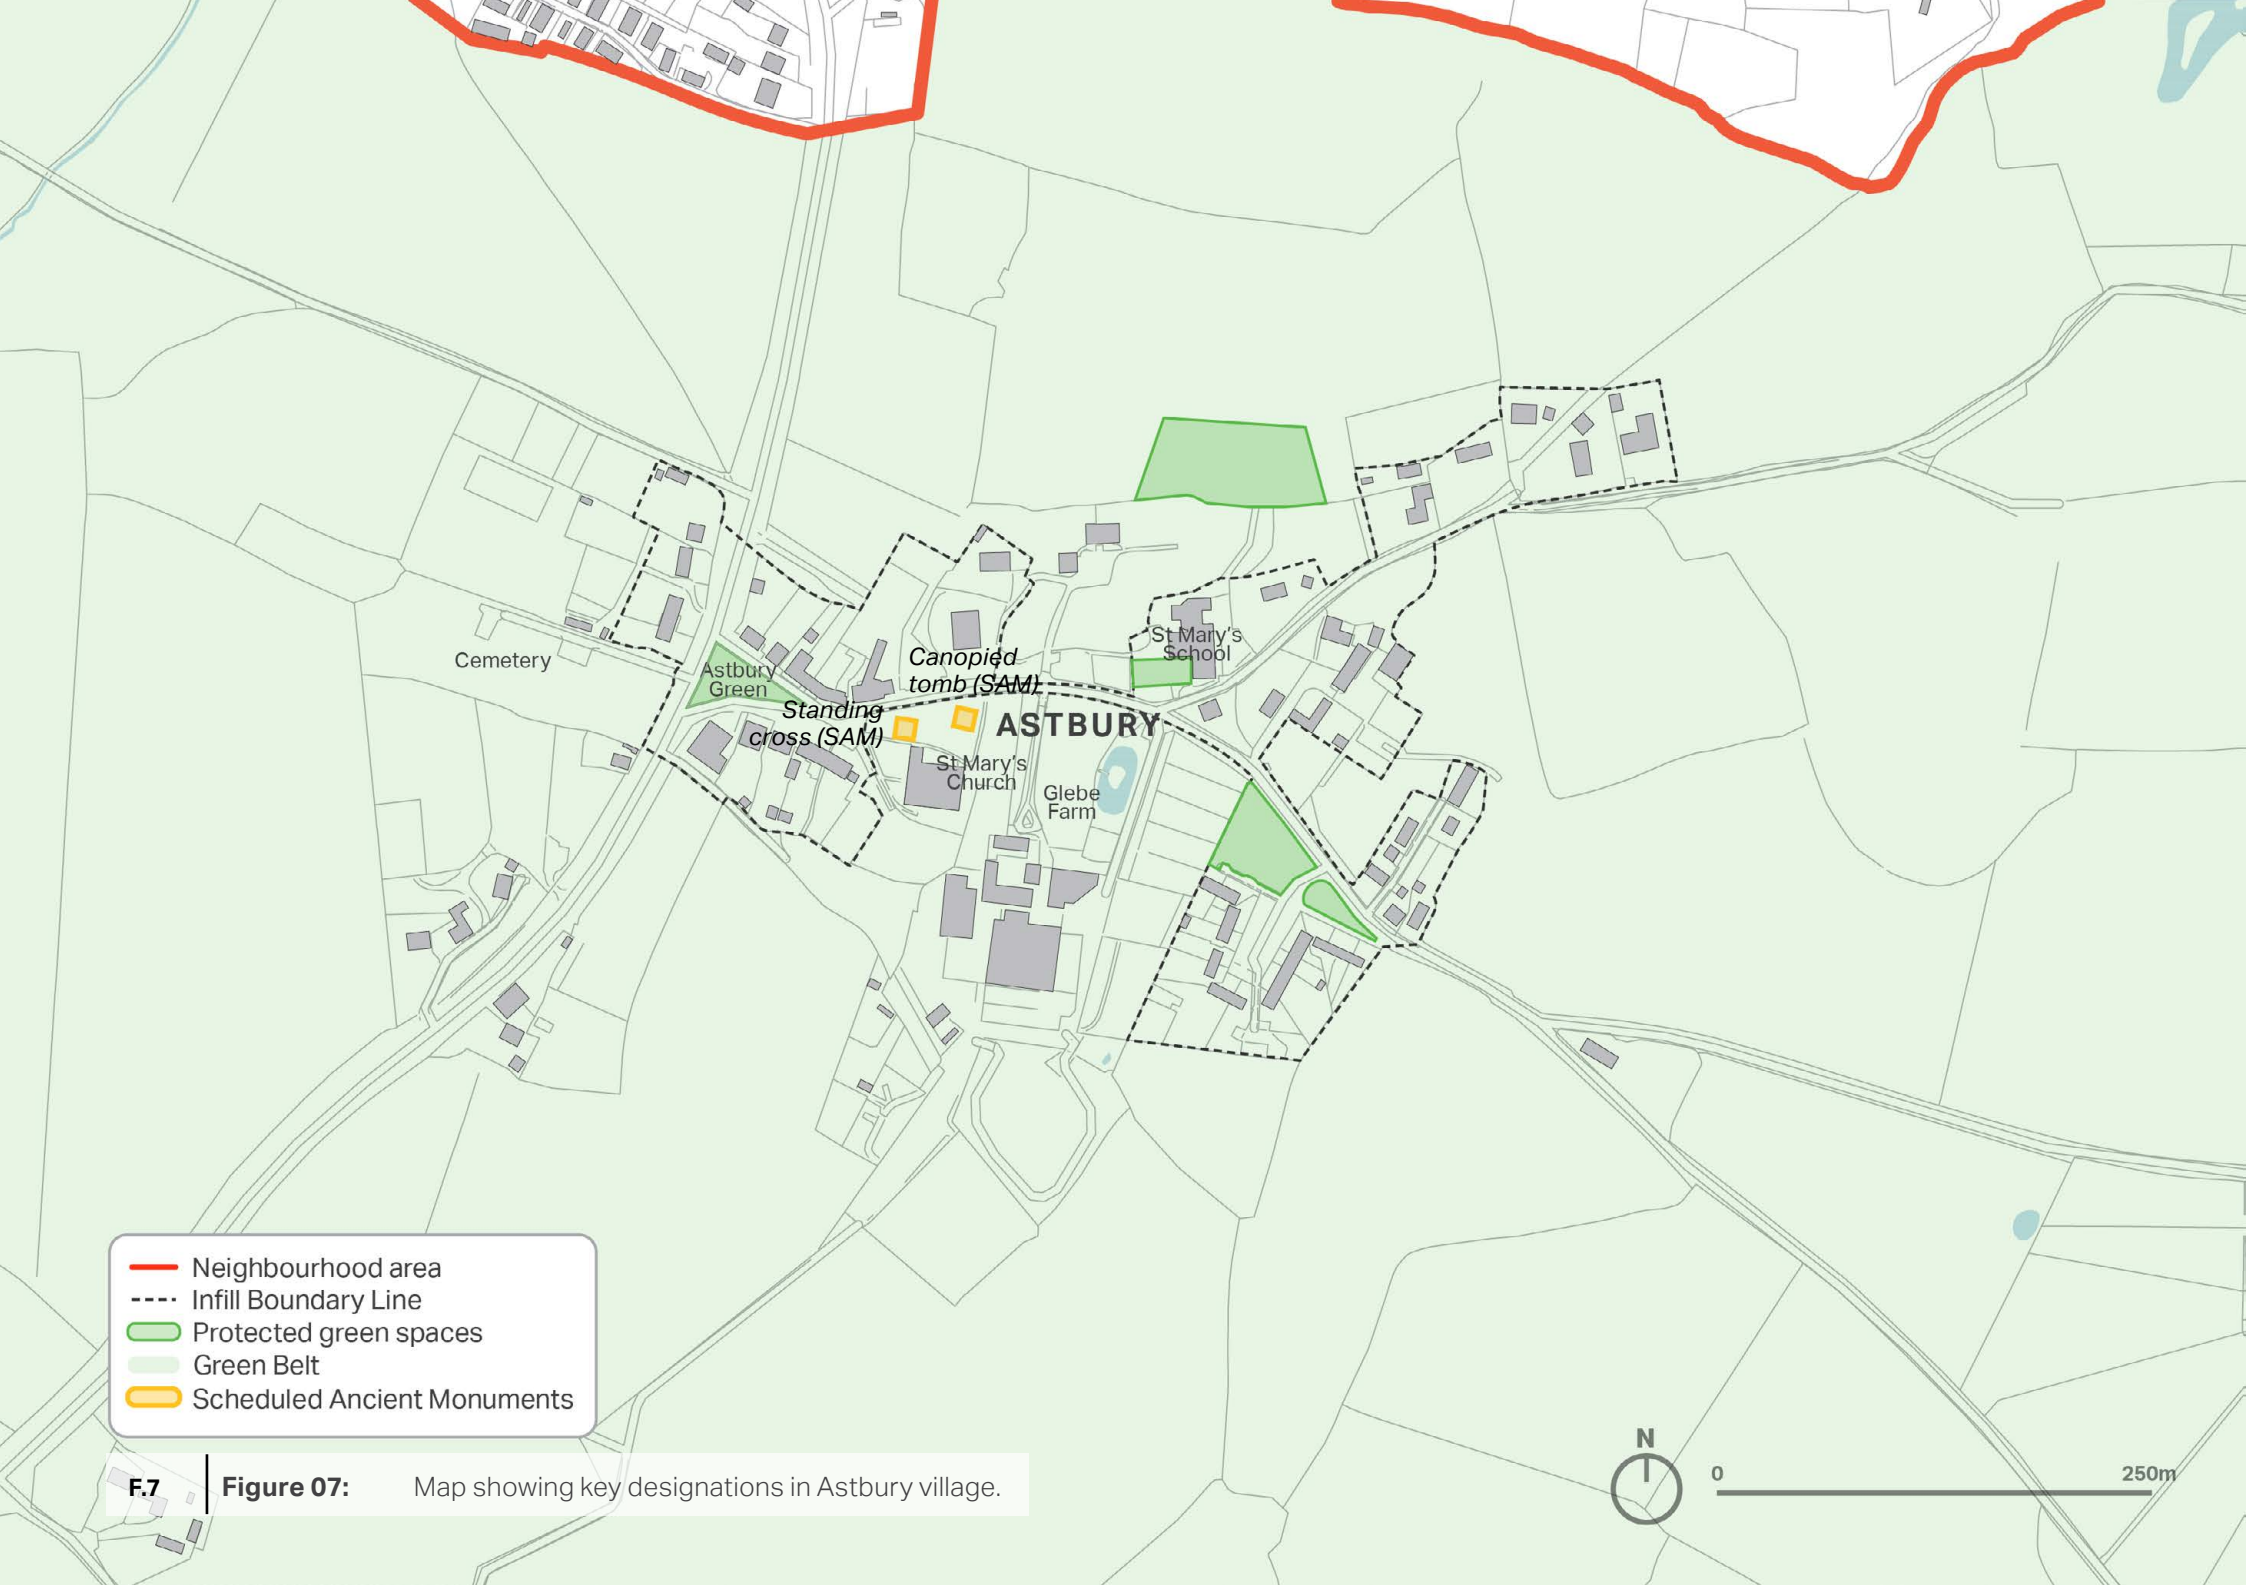 Cemetery
Astbury
Green
Canopied
tomb (SAM)
St Mary's
School
Standing
cross (SAM)
ASTBURY
St Mary's
Church
Glebe
Farm
Neighbourhood area
Infill Boundary Line
Protected green spaces
Green Belt
Scheduled Ancient Monuments
N
0 250m
F.7 Figure 07: Map showing key designations in Astbury village.